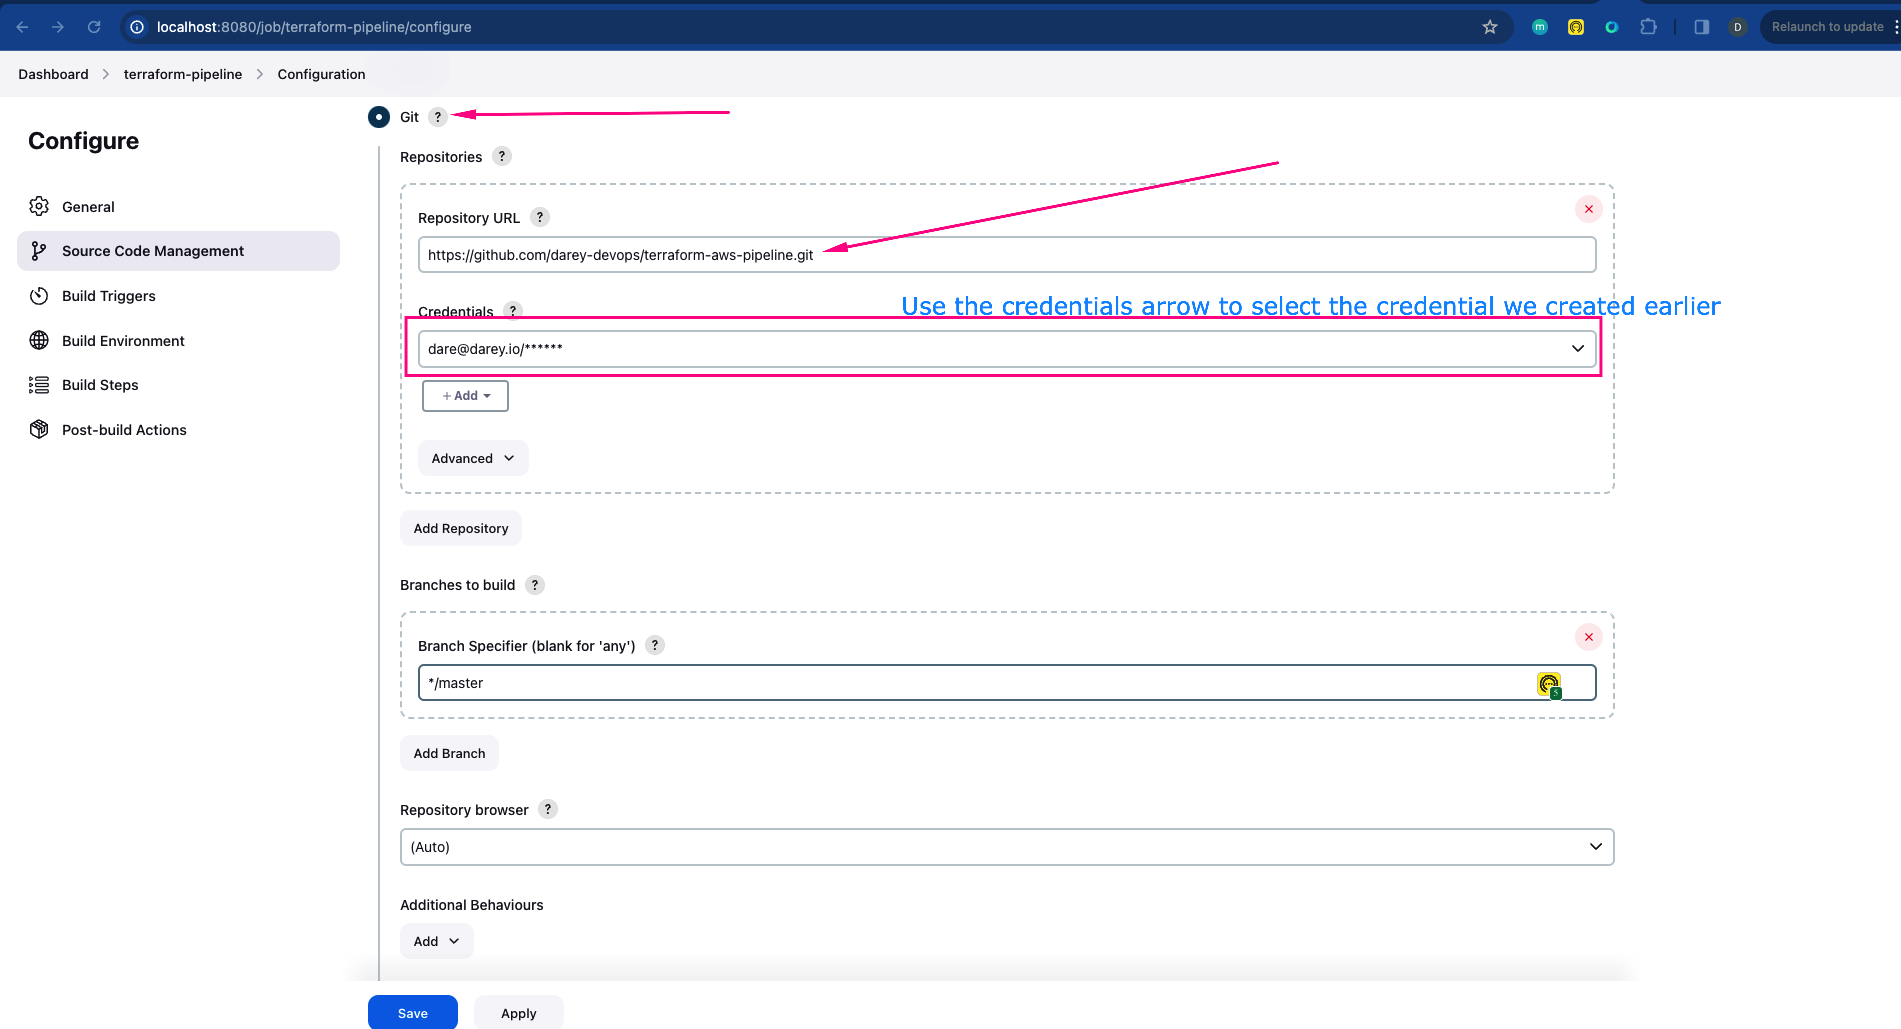 localhost:8080/job/terraform-pipeline/configure
m
D
Relaunch to update
Dashboard > terraform-pipeline > Configuration
Configure
General
Source Code Management
Build Triggers
Build Environment
Build Steps
Post-build Actions
Git ?
Repositories ?
Repository URL ?
https://github.com/darey-devops/terraform-aws-pipeline.git
Use the credentials arrow to select the credential we created earlier
Credentials ?
dare@darey.io/******
+ Add
Advanced
Add Repository
Branches to build ?
Branch Specifier (blank for 'any') ?
*/master
5
Add Branch
Repository browser ?
(Auto)
Additional Behaviours
Add
Save
Apply